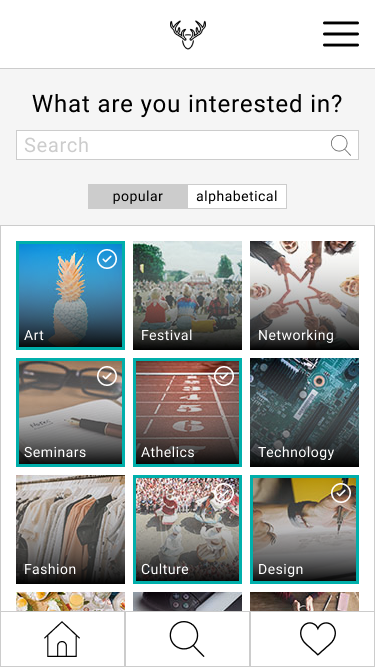 What are you interested in?
Search
popular alphabetical
Art Festival Networking
Seminars Athelics Technology
Fashion Culture Design